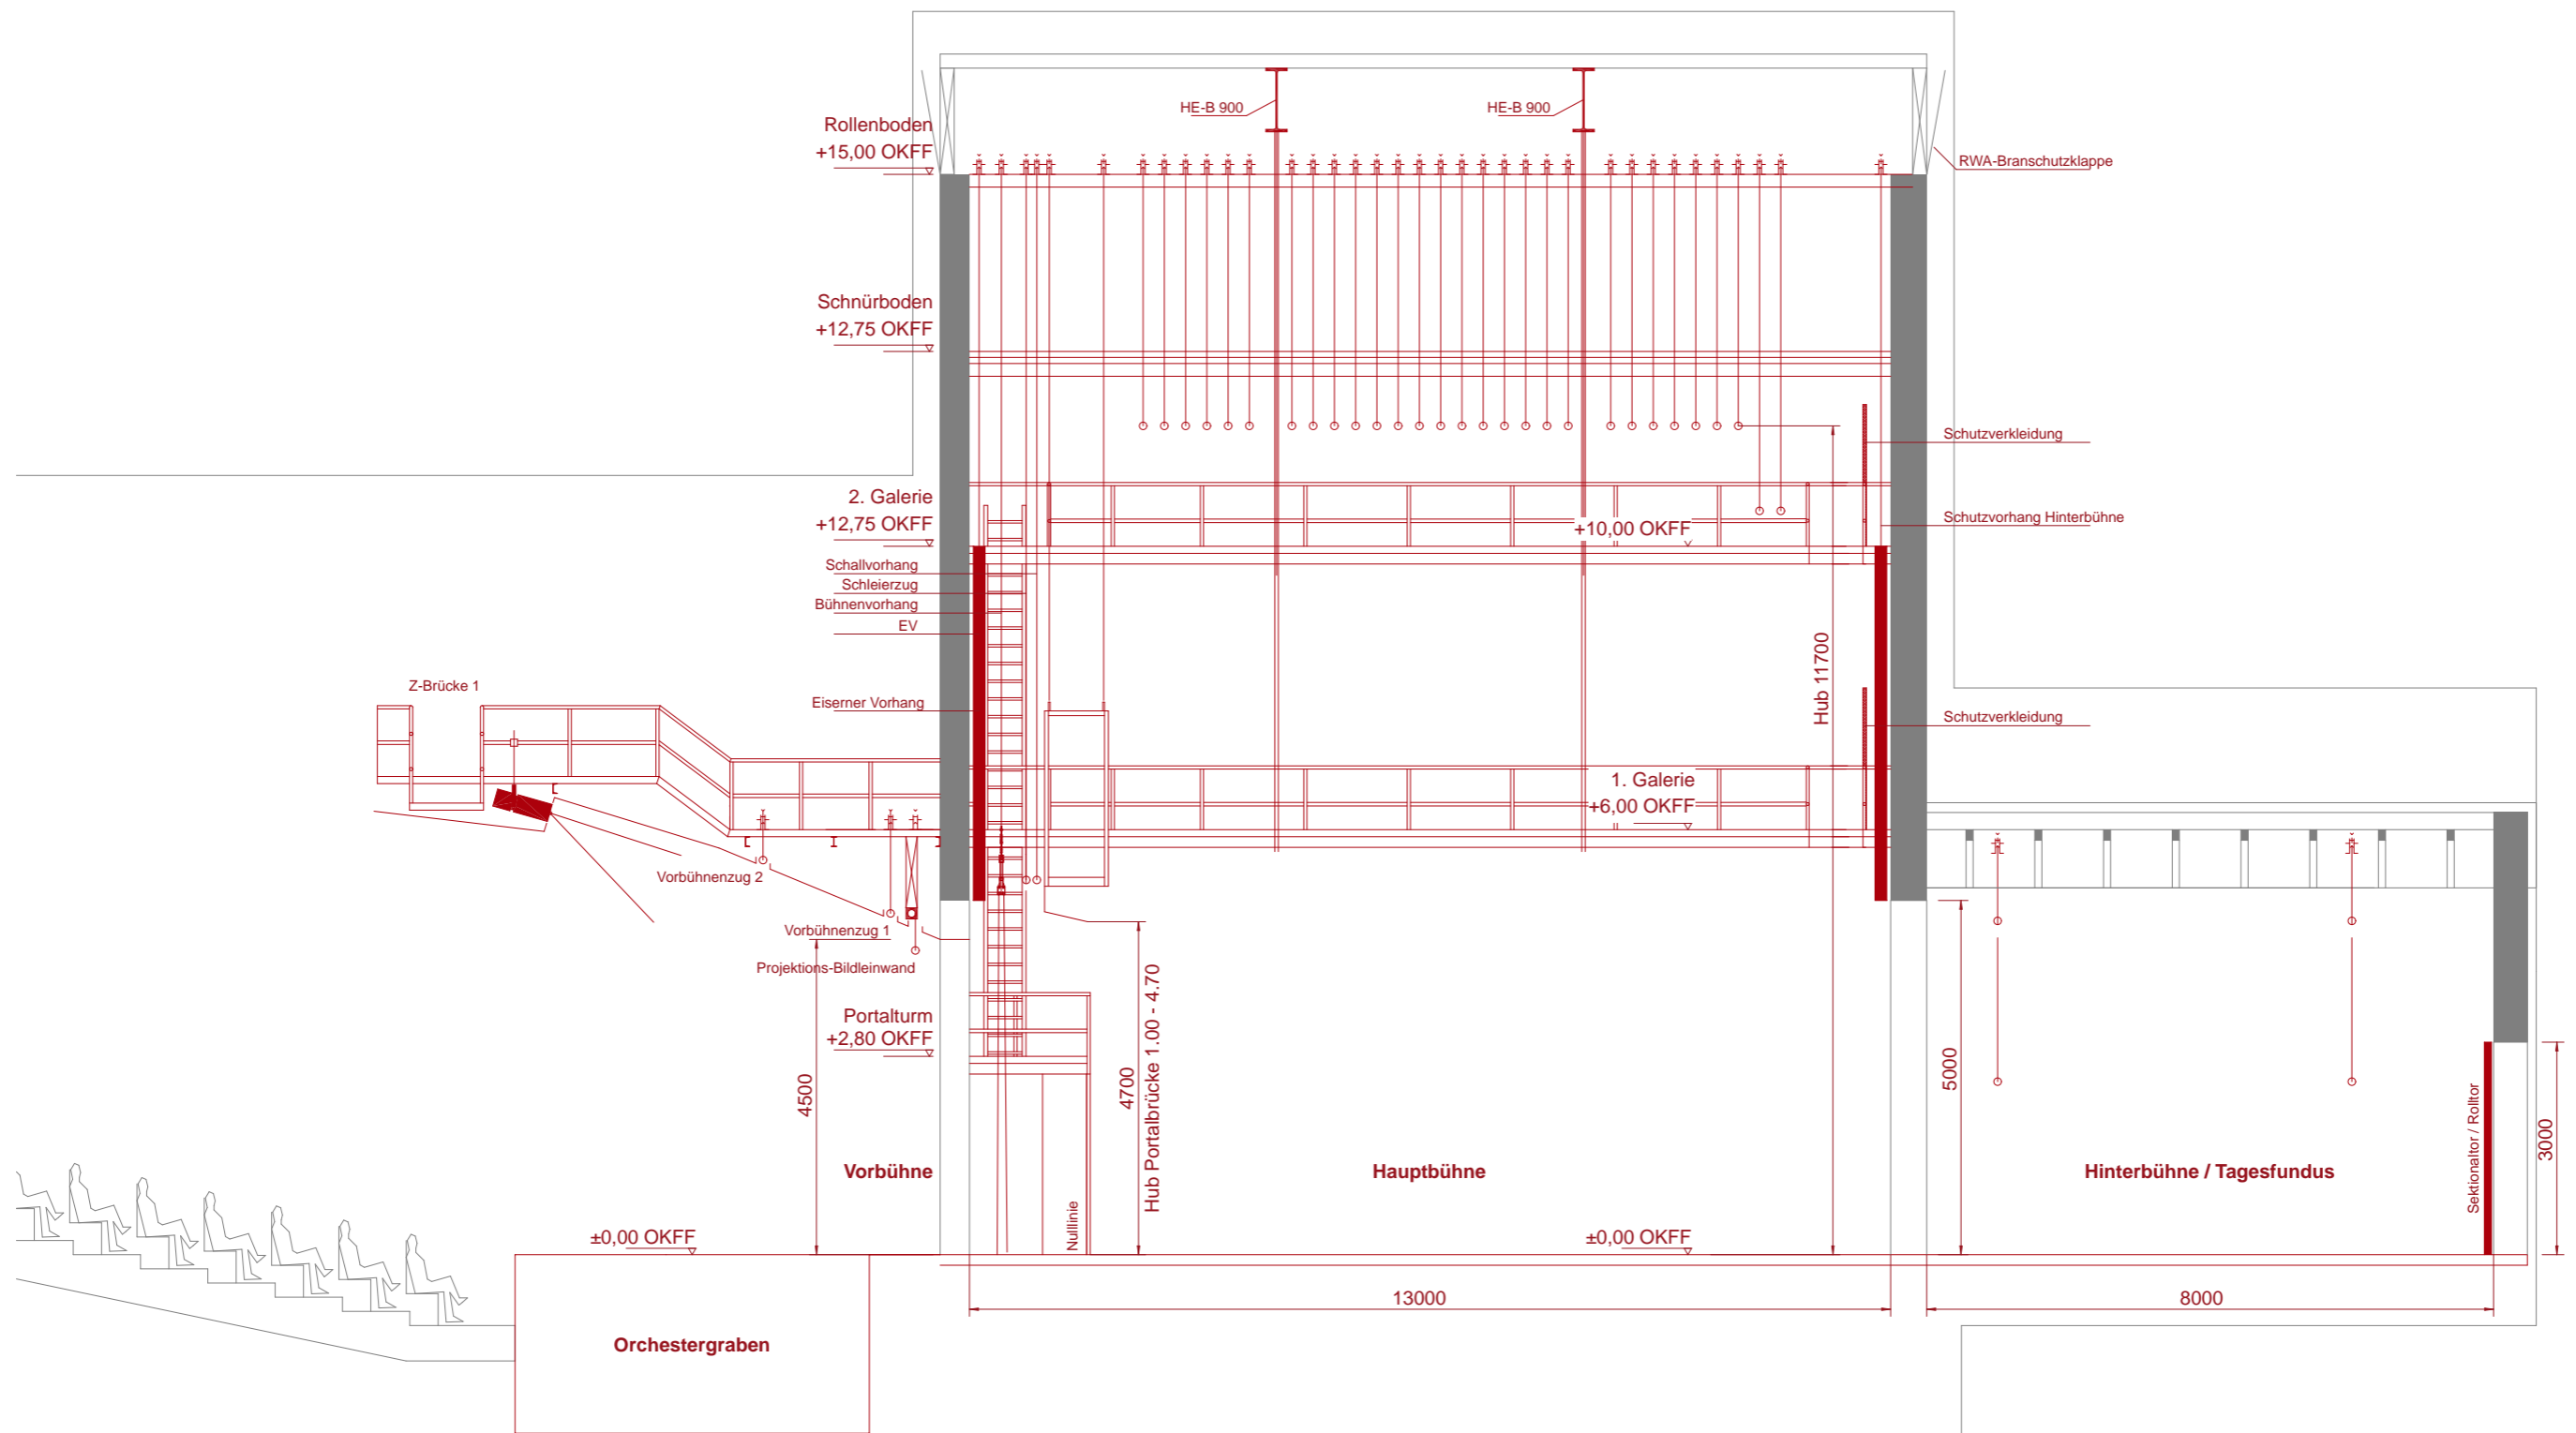 HE-B 900
HE-B 900
Rollenboden
+15,00 OKFF
RWA-Branschutzklappe
Schnürboden
+12,75 OKFF
Schutzverkleidung
2. Galerie
+12,75 OKFF
+10,00 OKFF
Schutzvorhang Hinterbühne
Schallvorhang
Schleierzug
Bühnenvorhang
EV
Hub 11700
Z-Brücke 1
Eiserner Vorhang
Schutzverkleidung
1. Galerie
+6,00 OKFF
Vorbühnenzug 2
Vorbühnenzug 1
Projektions-Bildleinwand
Portalturm
+2,80 OKFF
4500
4700
Hub Portalbrücke 1.00 - 4.70
5000
Sektionaltor / Rolltor
3000
Vorbühne
Hauptbühne
Hinterbühne / Tagesfundus
Nullinie
±0,00 OKFF
±0,00 OKFF
13000
8000
Orchestergraben